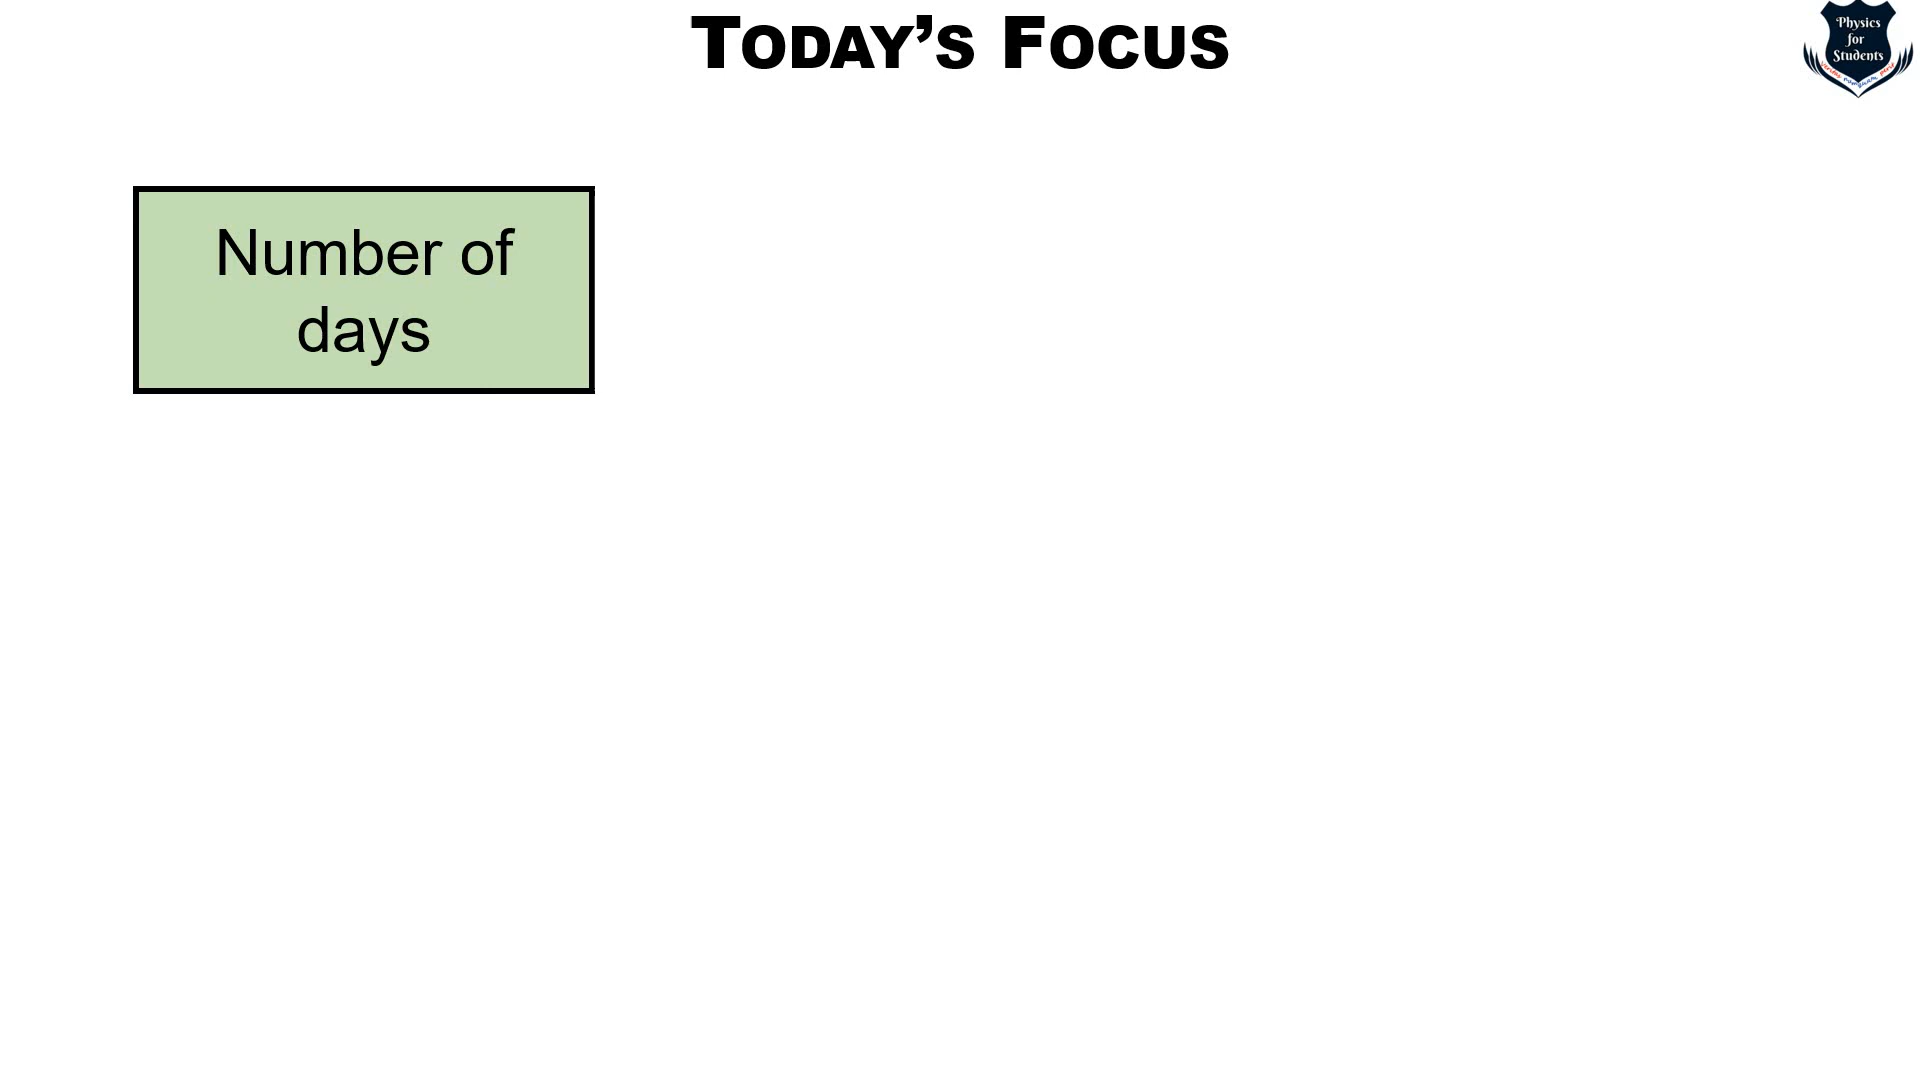 TODAY’S FOCUS
Physics
for
Students
Number of
days